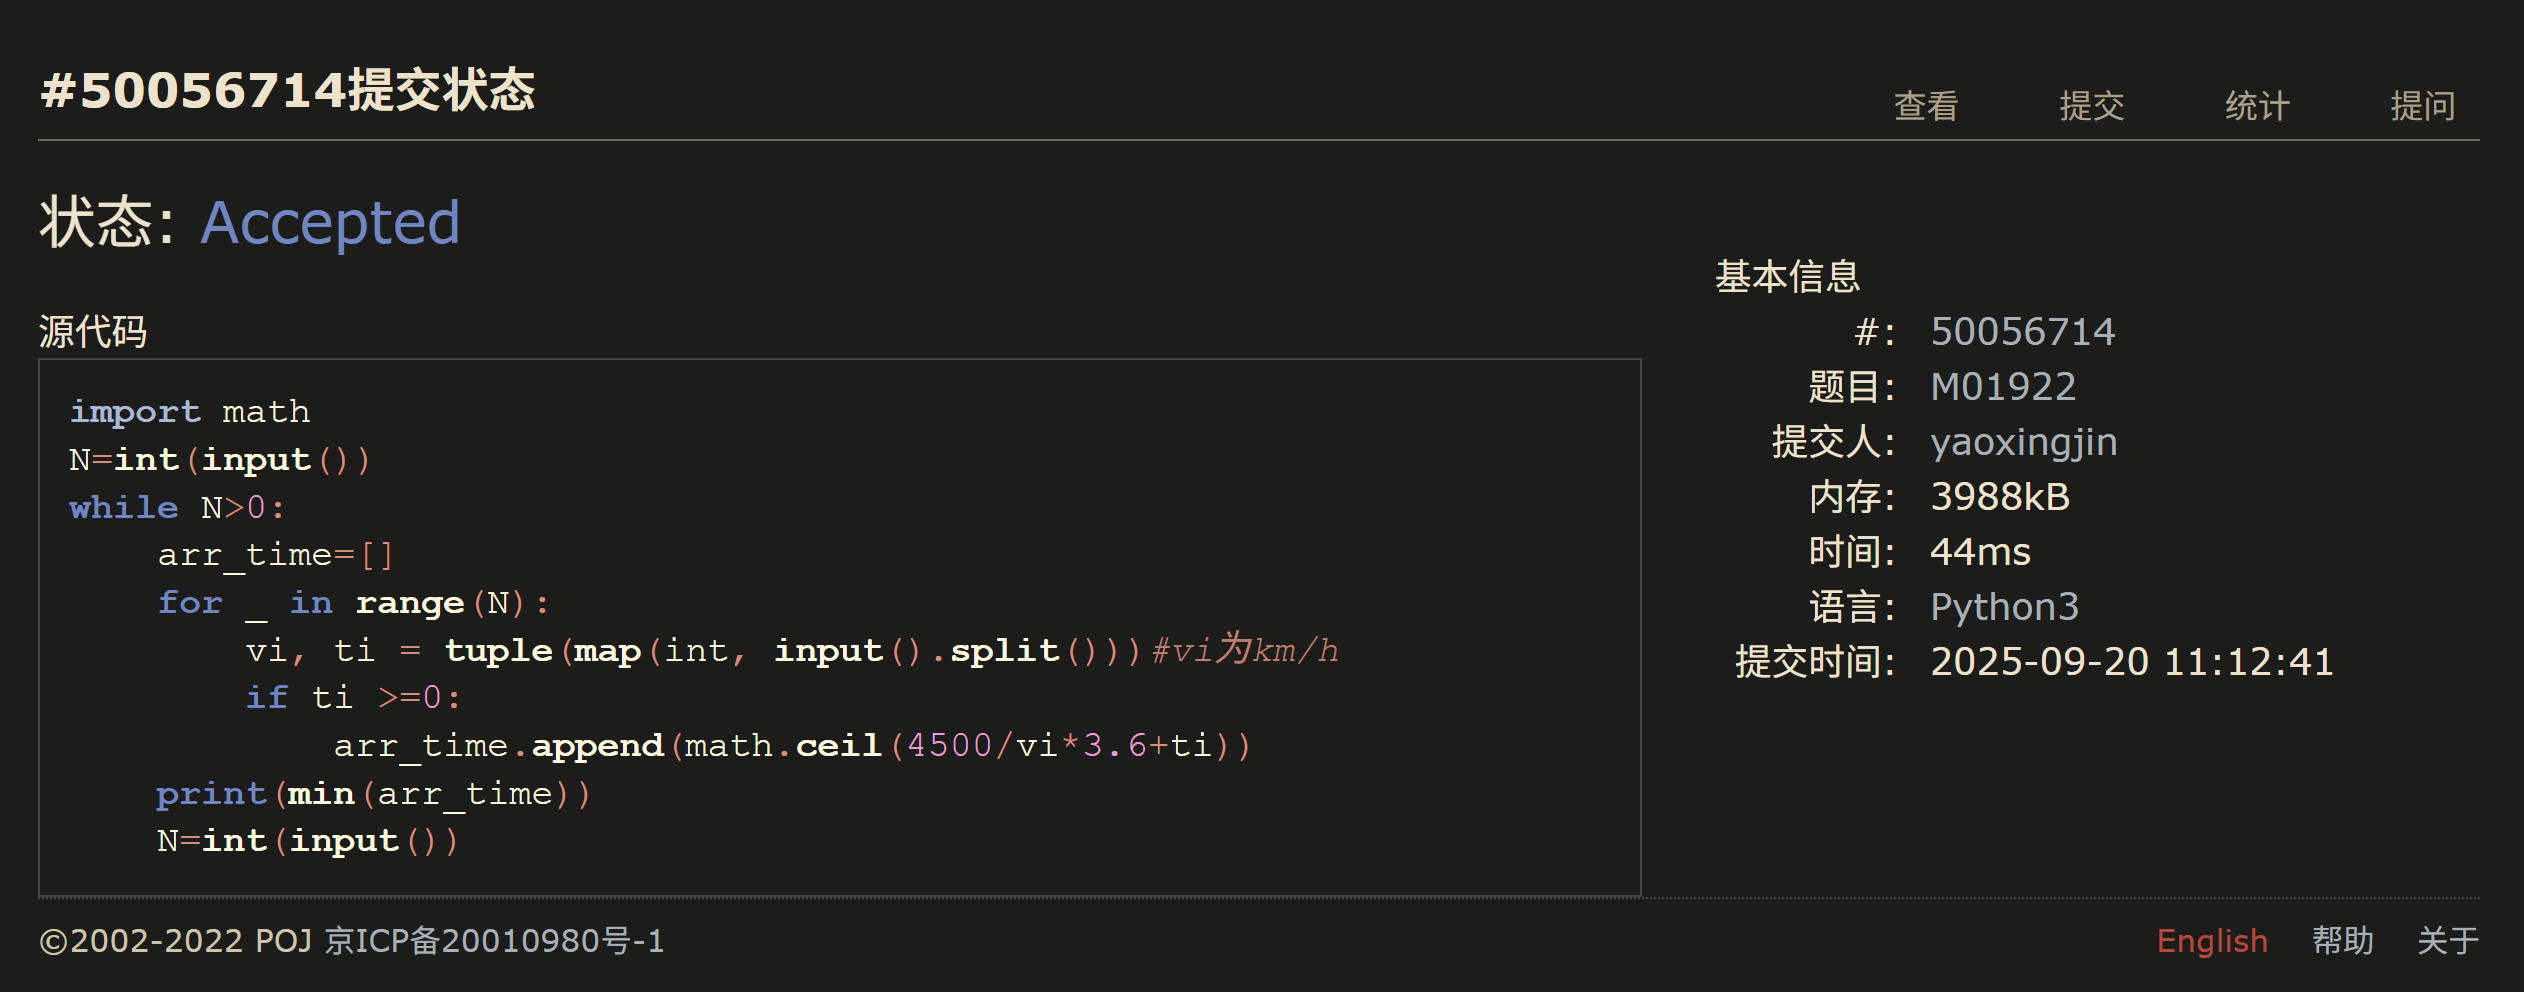 #50056714提交状态
查看 提交 统计 提问
状态: Accepted
源代码
import math
N=int(input())
while N>0:
    arr_time=[]
    for _ in range(N):
        vi, ti = tuple(map(int, input().split()))#vi为km/h
        if ti >=0:
            arr_time.append(math.ceil(4500/vi*3.6+ti))
    print(min(arr_time))
    N=int(input())
基本信息
#: 50056714
题目: M01922
提交人: yaoxingjin
内存: 3988kB
时间: 44ms
语言: Python3
提交时间: 2025-09-20 11:12:41
©2002-2022 POJ 京ICP备20010980号-1
English 帮助 关于